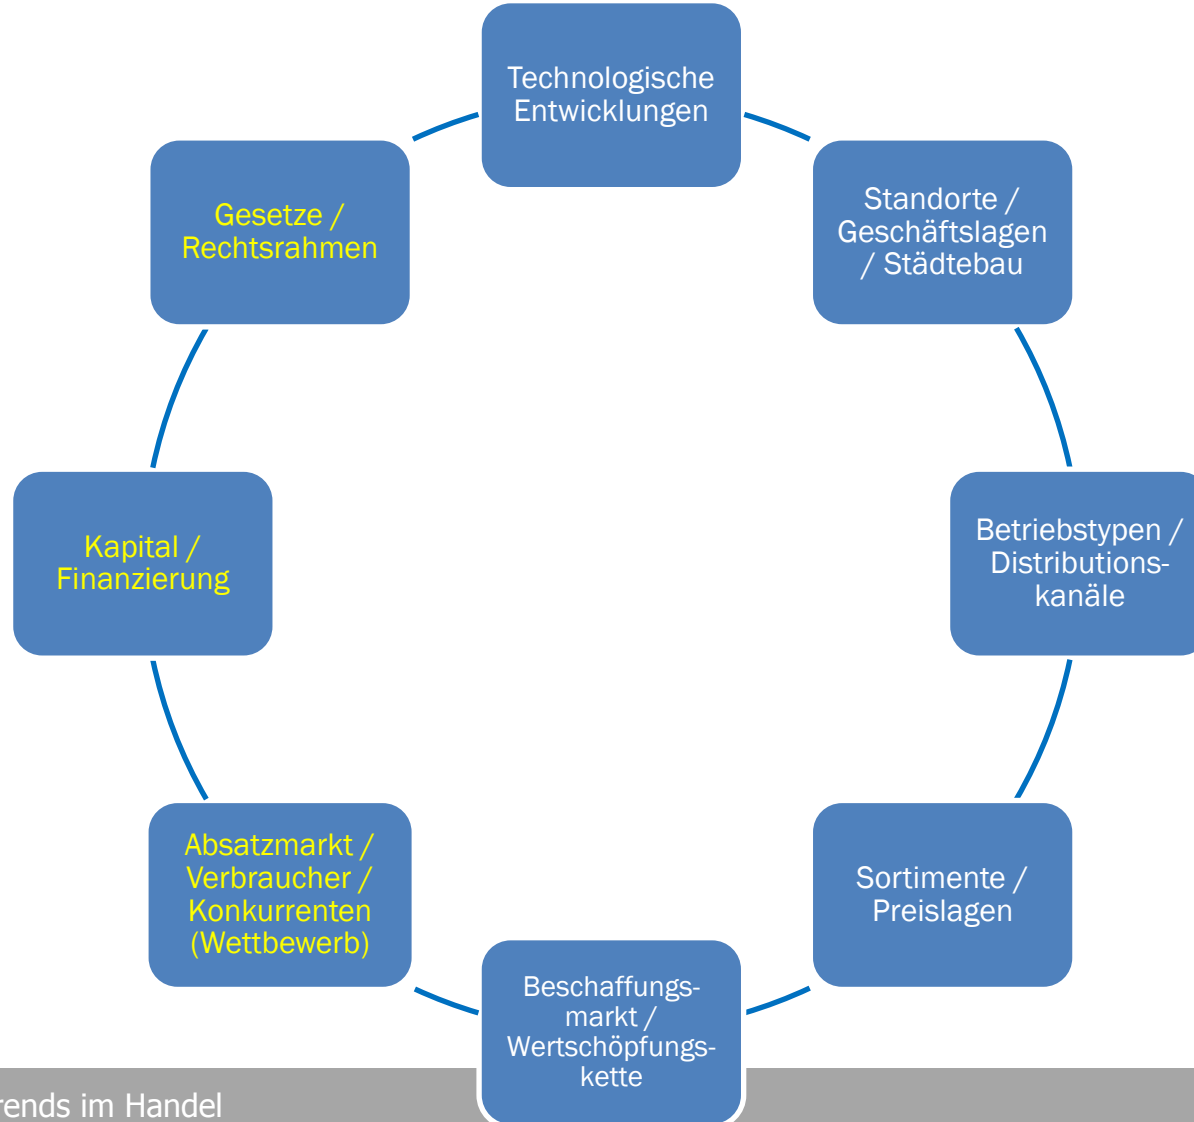 Technologische
Entwicklungen
Standorte /
Geschäftslagen
/ Städtebau
Betriebstypen /
Distributions-
kanäle
Sortimente /
Preislagen
Beschaffungs-
markt /
Wertschöpfungs-
kette
Absatzmarkt /
Verbraucher /
Konkurrenten
(Wettbewerb)
Kapital /
Finanzierung
Gesetze /
Rechtsrahmen
rends im Handel